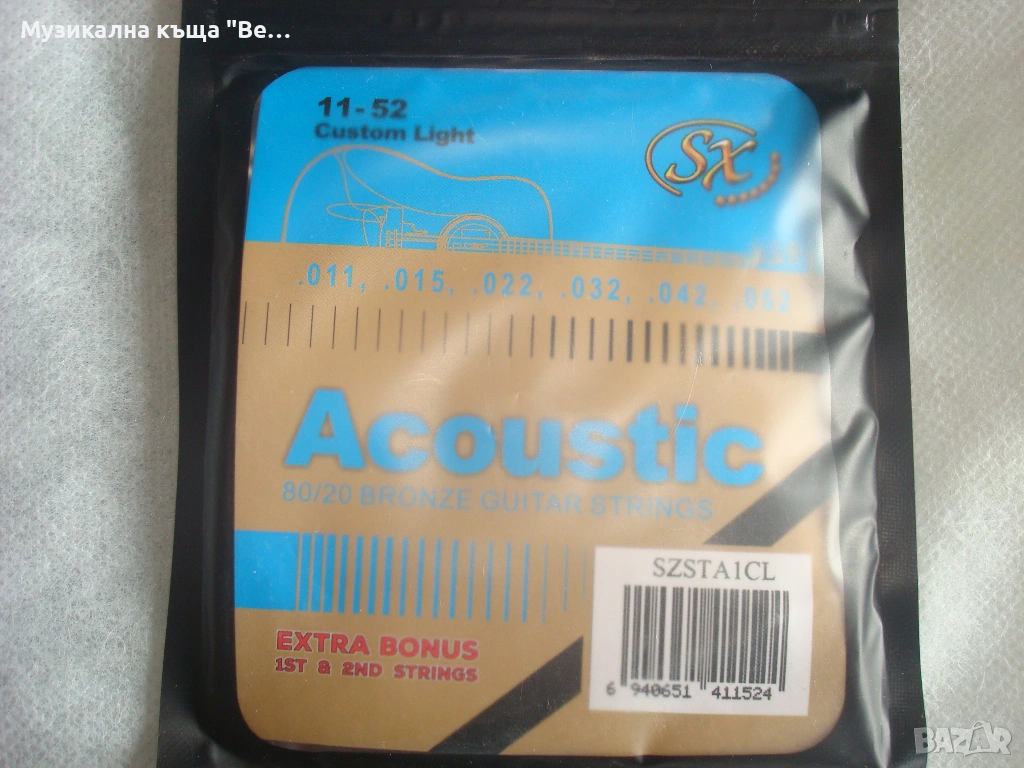 Музикална къща "Ве...
11-52
Custom Light
SX
.011, .015, .022, .032, .042, .052
Acoustic
80/20 BRONZE GUITAR STRINGS
SZSTA1CL
EXTRA BONUS
1ST & 2ND STRINGS
6 940651 411524
BAZAR